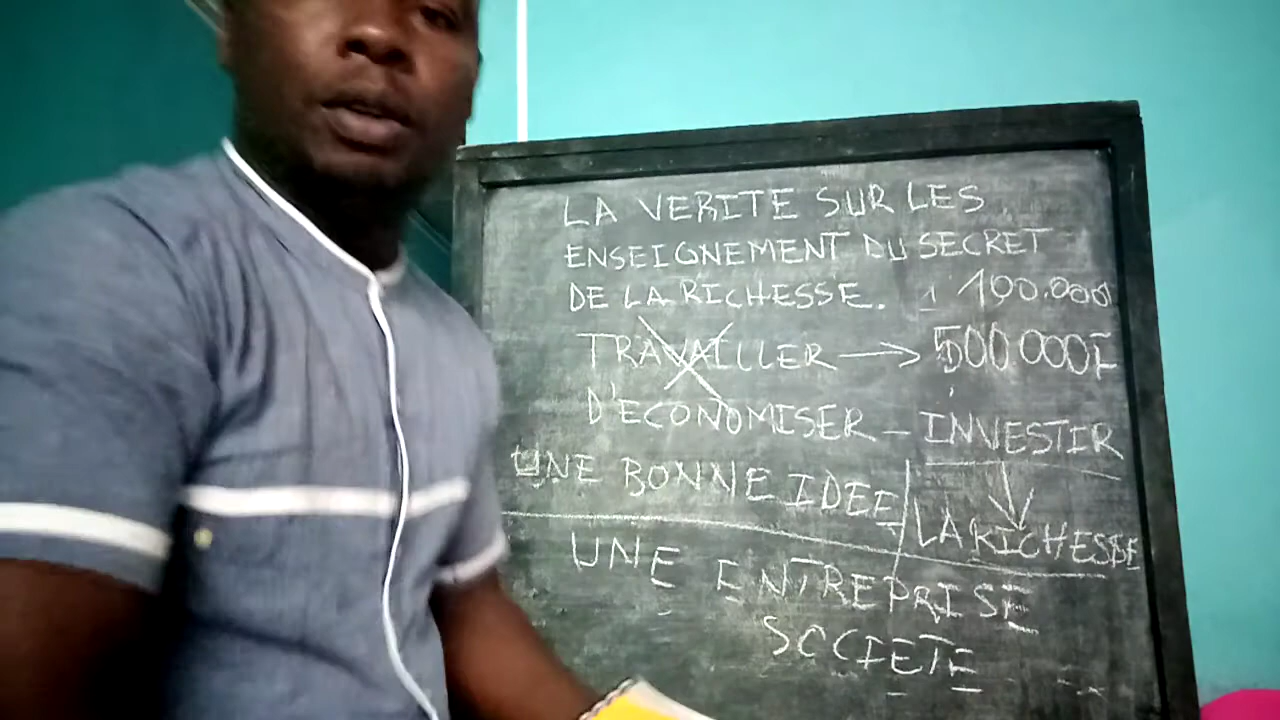 LA VERITE SUR LES
ENSEIGNEMENT DU SECRET
DE LA RICHESSE. 1 100.000
TRAVAILLER → 500.000F
D'ECONOMISER - INVESTIR
UNE BONNE IDEE LA RICHESSE
UNE ENTREPRISE
SOCIETE